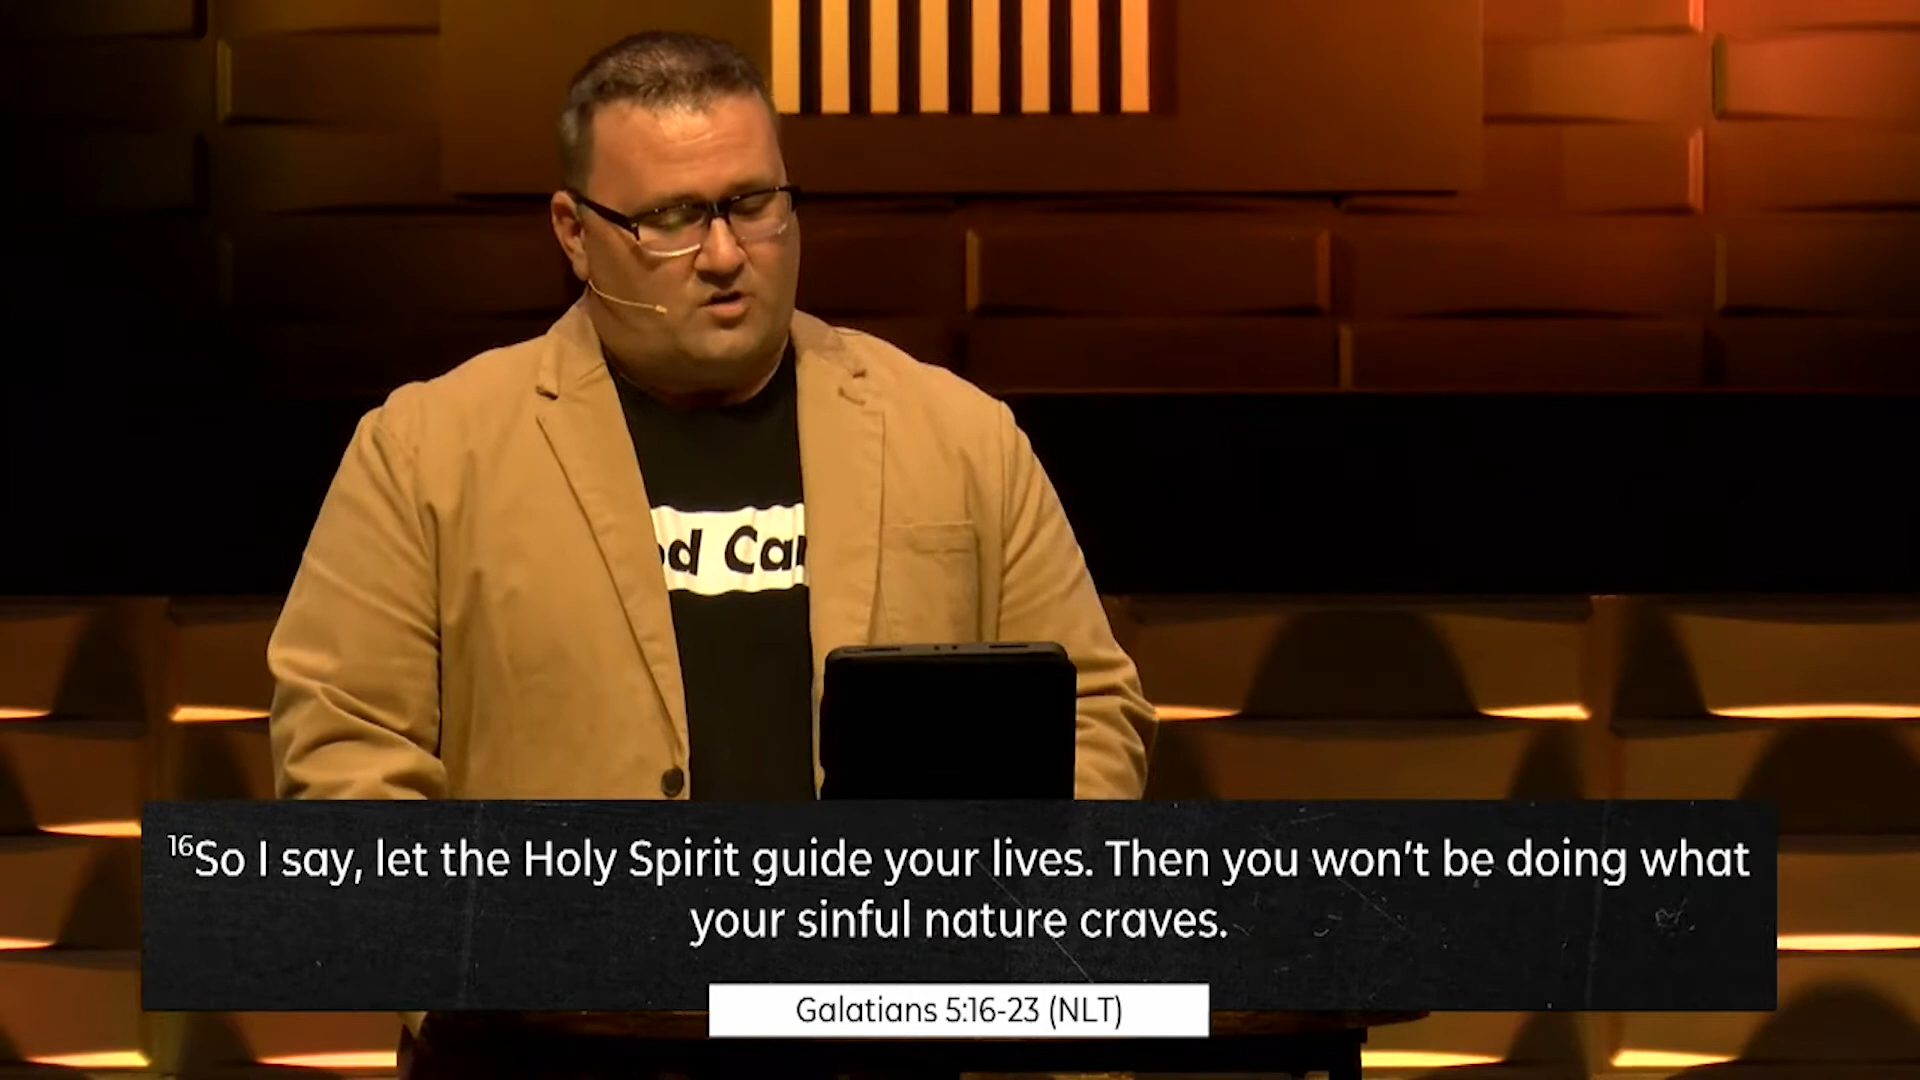 d Car
16So I say, let the Holy Spirit guide your lives. Then you won't be doing what
your sinful nature craves.
Galatians 5:16-23 (NLT)